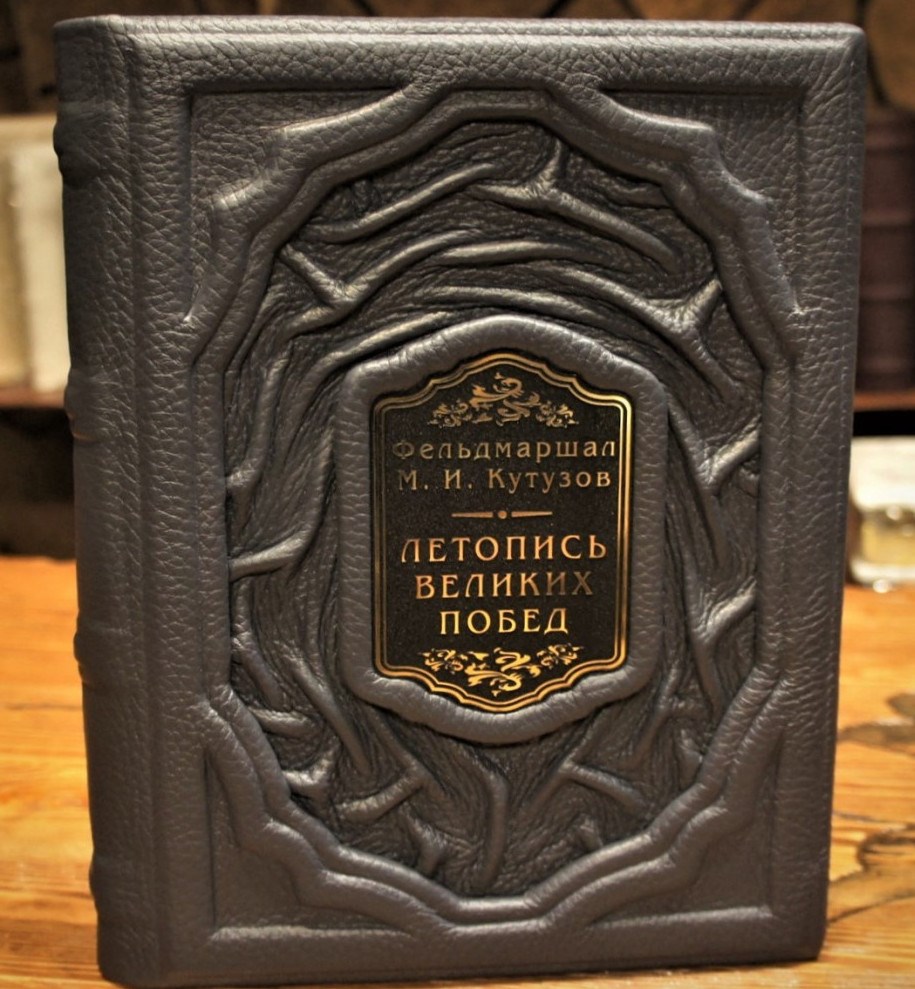 Фельдмаршал
М. И. Кутузов
ЛЕТОПИСЬ
ВЕЛИКИХ
ПОБЕД